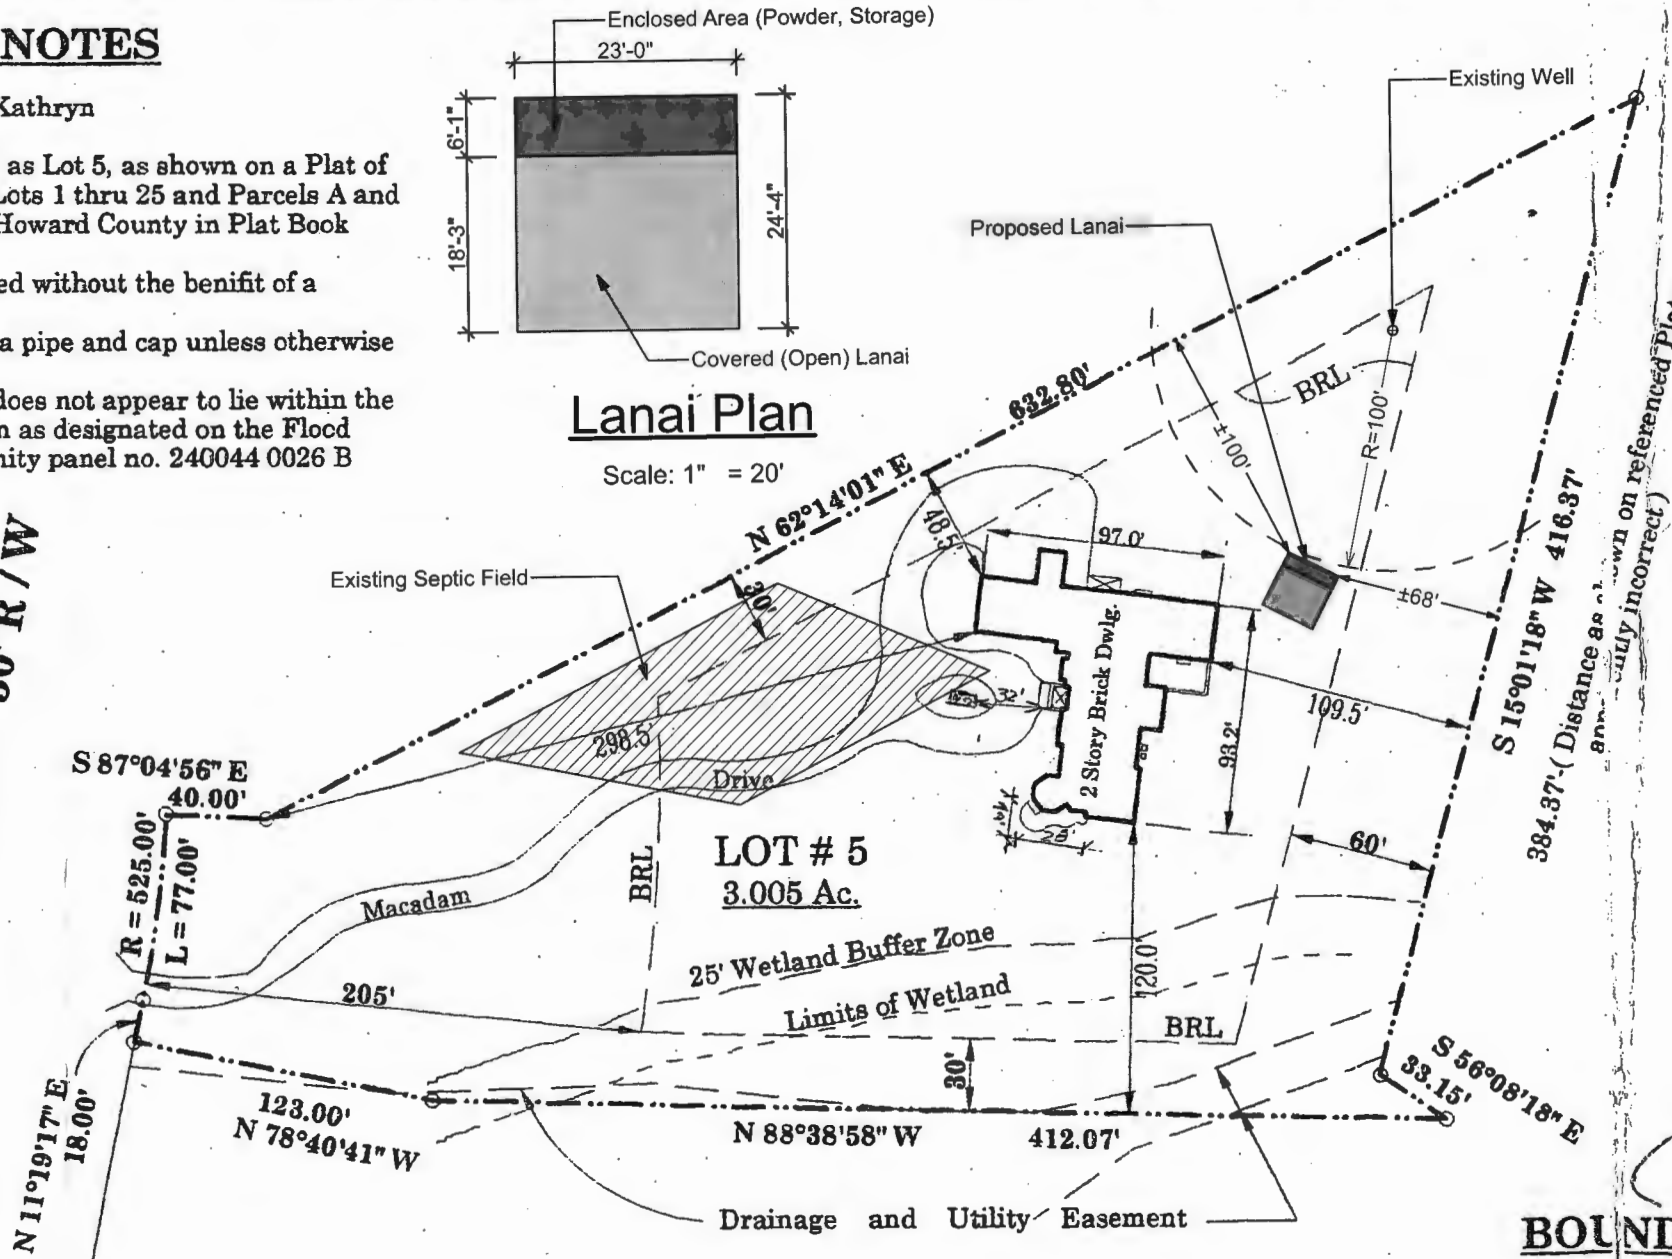 NOTES
Kathryn
as Lot 5, as shown on a Plat of
Lots 1 thru 25 and Parcels A and
Howard County in Plat Book
ed without the benifit of a
a pipe and cap unless otherwise
does not appear to lie within the
n as designated on the Flood
nity panel no. 240044 0026 B
R/W
Enclosed Area (Powder, Storage)
23'-0"
6'-1"
18'-3"
24'-4"
Covered (Open) Lanai
Lanai Plan
Scale: 1" = 20'
Existing Well
Proposed Lanai
632.80'
N 62°14'01" E
BRL
±100'
R=100'
48.5'
97.0'
Existing Septic Field
30'
±68'
S 15°01'18" W 416.37'
384.37'-( Distance as own on referenced Plat
incorrect )
2 Story Brick Dwlg.
32'
298.5'
109.5'
93.2'
Drive
S 87°04'56" E
40.00'
28'
LOT # 5
3.005 Ac.
60'
R = 525.00'
L = 77.00'
BRL
Macadam
25' Wetland Buffer Zone
120.0'
205'
Limits of Wetland
BRL
30'
S 56°08'18" E
33.15'
N 11°19'17" E
18.00'
123.00'
N 78°40'41" W
N 88°38'58" W 412.07'
Drainage and Utility Easement
BOUND